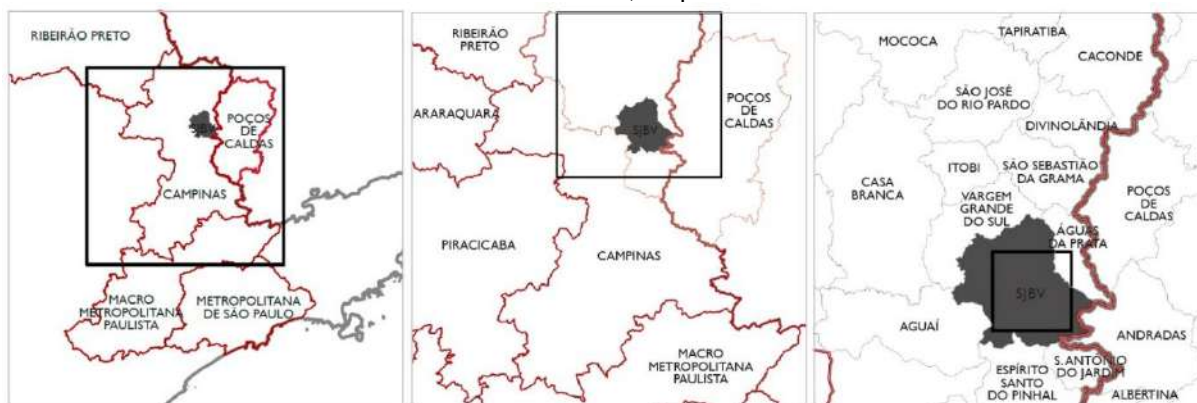 RIBEIRÃO PRETO
SJBV
POÇOS
DE
CALDAS
CAMPINAS
MACRO
METROPOLITANA
PAULISTA
METROPOLITANA
DE SÃO PAULO
RIBEIRÃO
PRETO
ARARAQUARA
SJBV
POÇOS
DE
CALDAS
PIRACICABA
CAMPINAS
MACRO
METROPOLITANA
PAULISTA
MOCOCA
TAPIRATIBA
CACONDE
SÃO JOSÉ
DO RIO PARDO
DIVINOLÂNDIA
ITOBI
SÃO SEBASTIÃO
DA GRAMA
CASA
BRANCA
VARGEM
GRANDE
DO SUL
POÇOS
DE
CALDAS
ÁGUAS
DA PRATA
SJBV
AGUAÍ
ANDRADAS
S. ANTÔNIO
DO JARDIM
ESPÍRITO
SANTO
DO PINHAL
ALBERTINA